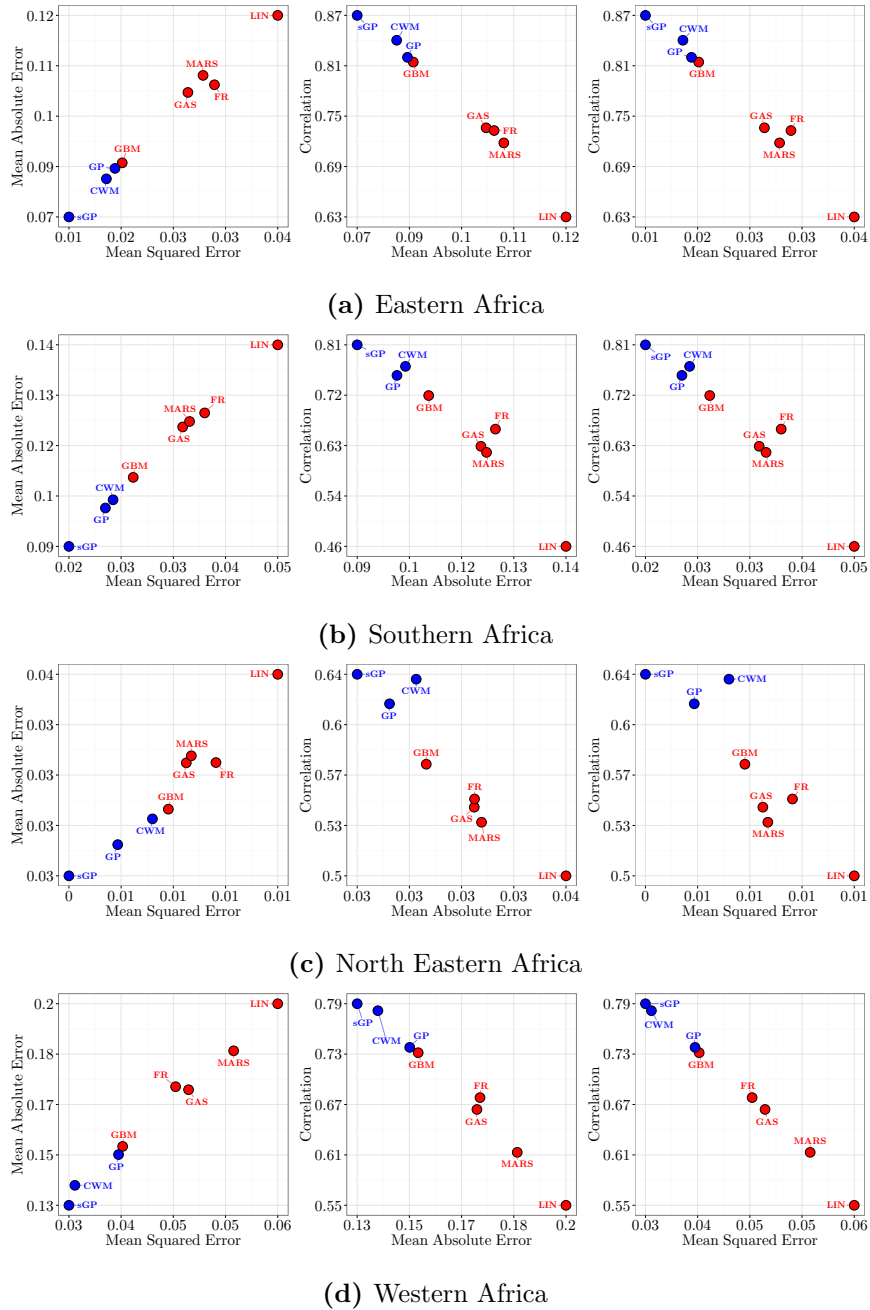 0.12 0.11 0.1 0.09 0.07
Mean Absolute Error
LIN
MARS
GAS
FR
GBM
GP
CWM
sGP
0.01 0.02 0.03 0.03 0.04
Mean Squared Error
0.87 0.81 0.75 0.69 0.63
Correlation
sGP
CWM
GP
GBM
GAS
FR
MARS
LIN
0.07 0.09 0.1 0.11 0.12
Mean Absolute Error
0.87 0.81 0.75 0.69 0.63
Correlation
sGP
CWM
GP
GBM
GAS
FR
MARS
LIN
0.01 0.02 0.03 0.03 0.04
Mean Squared Error
(a) Eastern Africa
0.14 0.13 0.12 0.1 0.09
Mean Absolute Error
LIN
MARS
FR
GAS
GBM
CWM
GP
sGP
0.02 0.03 0.03 0.04 0.05
Mean Squared Error
0.81 0.72 0.63 0.54 0.46
Correlation
sGP
CWM
GP
GBM
FR
GAS
MARS
LIN
0.09 0.1 0.12 0.13 0.14
Mean Absolute Error
0.81 0.72 0.63 0.54 0.46
Correlation
sGP
CWM
GP
GBM
FR
GAS
MARS
LIN
0.02 0.03 0.03 0.04 0.05
Mean Squared Error
(b) Southern Africa
0.04 0.03 0.03 0.03 0.03
Mean Absolute Error
LIN
MARS
GAS
FR
GBM
CWM
GP
sGP
0 0.01 0.01 0.01 0.01
Mean Squared Error
0.64 0.6 0.57 0.53 0.5
Correlation
sGP
CWM
GP
GBM
FR
GAS
MARS
LIN
0.03 0.03 0.03 0.03 0.04
Mean Absolute Error
0.64 0.6 0.57 0.53 0.5
Correlation
sGP
CWM
GP
GBM
FR
GAS
MARS
LIN
0 0.01 0.01 0.01 0.01
Mean Squared Error
(c) North Eastern Africa
0.2 0.18 0.17 0.15 0.13
Mean Absolute Error
LIN
MARS
FR
GAS
GBM
GP
CWM
sGP
0.03 0.04 0.05 0.05 0.06
Mean Squared Error
0.79 0.73 0.67 0.61 0.55
Correlation
sGP
CWM
GP
GBM
FR
GAS
MARS
LIN
0.13 0.15 0.17 0.18 0.2
Mean Absolute Error
0.79 0.73 0.67 0.61 0.55
Correlation
sGP
CWM
GP
GBM
FR
GAS
MARS
LIN
0.03 0.04 0.05 0.05 0.06
Mean Squared Error
(d) Western Africa